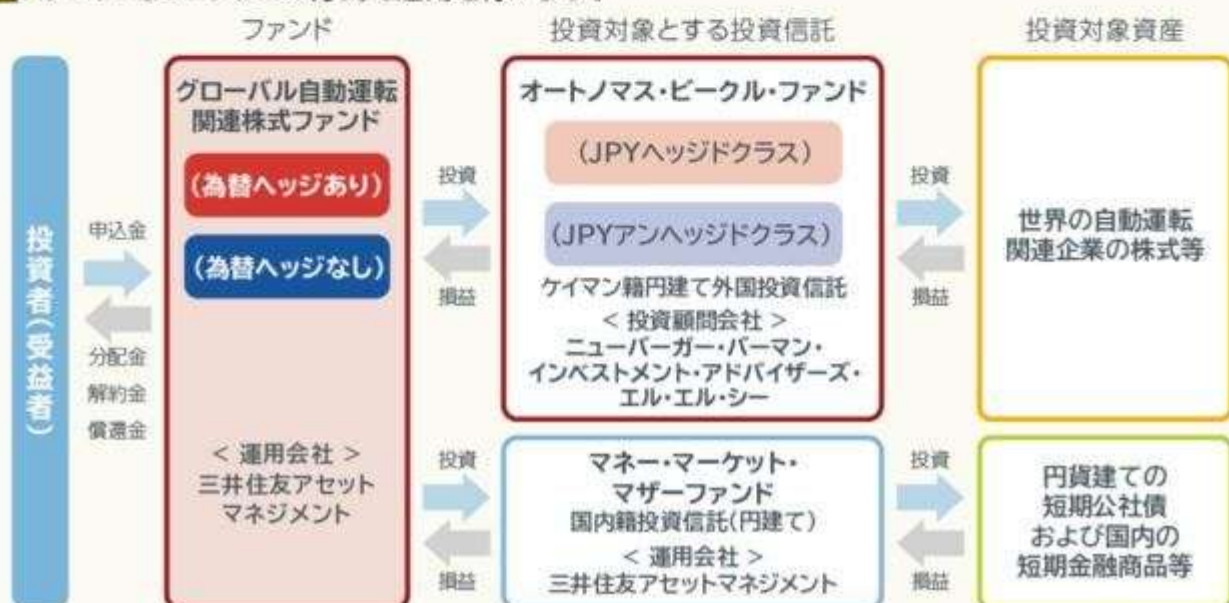 ファンド
投資対象とする投資信託
投資対象資産
投資者(受益者)
申込金
分配金
解約金
償還金
グローバル自動運転
関連株式ファンド
(為替ヘッジあり)
(為替ヘッジなし)
< 運用会社 >
三井住友アセット
マネジメント
投資
損益
オートノマス・ビークル・ファンド
(JPYヘッジドクラス)
(JPYアンヘッジドクラス)
ケイマン籍円建て外国投資信託
< 投資顧問会社 >
ニューバーガー・バーマン・
インベストメント・アドバイザーズ・
エル・エル・シー
投資
損益
世界の自動運転
関連企業の株式等
投資
損益
マネー・マーケット・
マザーファンド
国内籍投資信託(円建て)
< 運用会社 >
三井住友アセットマネジメント
投資
損益
円貨建ての
短期公社債
および国内の
短期金融商品等